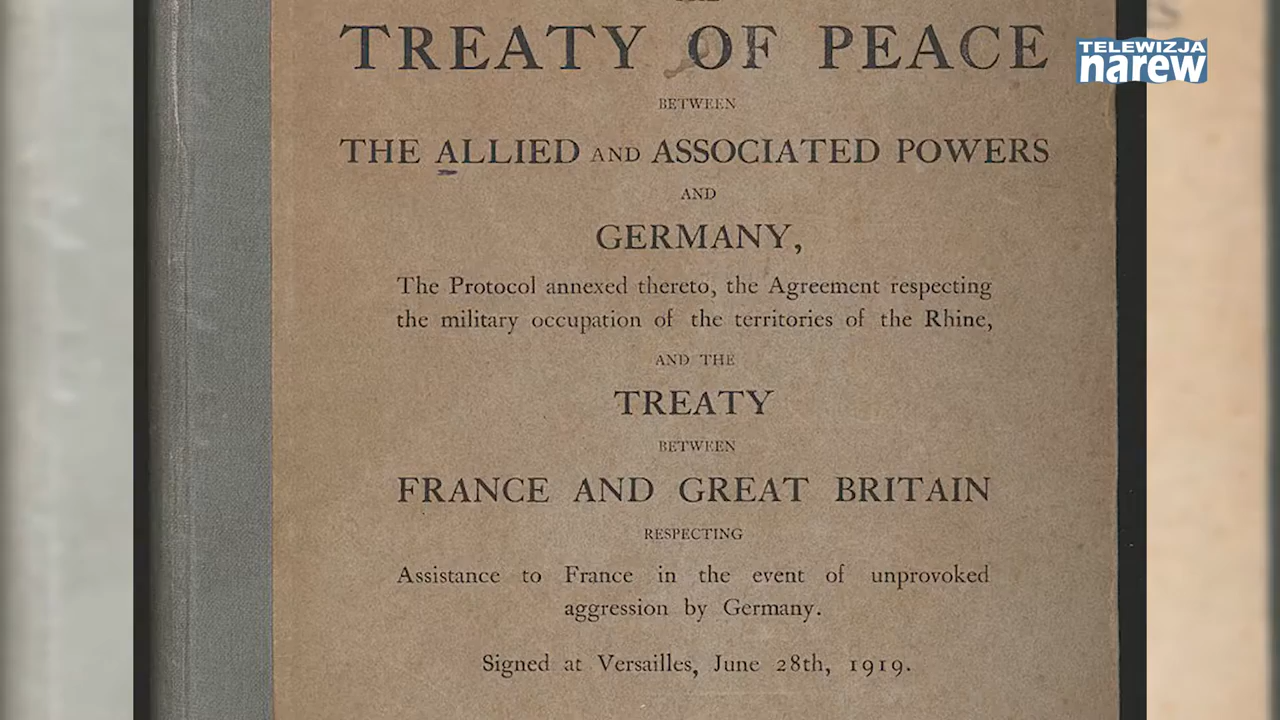 TREATY OF PEACE
BETWEEN
THE ALLIED AND ASSOCIATED POWERS
AND
GERMANY,
The Protocol annexed thereto, the Agreement respecting
the military occupation of the territories of the Rhine,
AND THE
TREATY
BETWEEN
FRANCE AND GREAT BRITAIN
RESPECTING
Assistance to France in the event of unprovoked
aggression by Germany.
Signed at Versailles, June 28th, 1919.
TELEWIZJA
narew